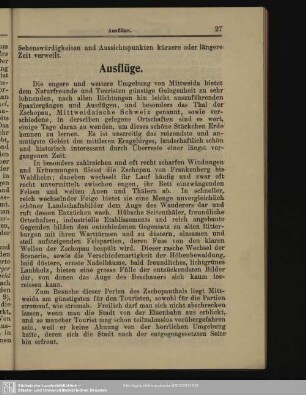 Ausflüge. 27
Sehenswürdigkeiten und Aussichtspunkten kürzere oder längere
Zeit verweilt.
Ausflüge.
Die engere und weitere Umgebung von Mittweida bietet
dem Naturfreunde und Touristen günstige Gelegenheit zu sehr
lohnenden, nach allen Richtungen hin leicht auszuführenden
Spaziergängen und Ausflügen, und besonders das Thal der
Zschopau, Mittweidaische Schweiz genannt, sowie ver-
schiedene, in derselben gelegene Ortschaften sind es wert,
einige Tage daran zu wenden, um dieses schöne Stückchen Erde
kennen zu lernen. Es ist unstreitig das reizendste und an-
mutigste Gebiet des mittleren Erzgebirges, landschaftlich schön
und historisch interessant durch Überreste einer längst ver-
gangenen Zeit.
In besonders zahlreichen und oft recht scharfen Windungen
und Krümmungen fliesst die Zschopau von Frankenberg bis
Waldheim; daneben wechselt ihr Lauf häufig und zwar oft
recht unvermittelt zwischen engen, ihr Bett einzwängenden
Felsen und weiten Auen und Thälern ab. In schneller,
reich wechselnder Folge bietet sie eine Menge unvergleichlich
schöner Landschaftsbilder dem Auge des Wanderers dar und
ruft dessen Entzücken wach. Hübsche Seitenthäler, freundliche
Ortschaften, industrielle Etablissements und reich angebaute
Gegenden bilden den entschiedensten Gegensatz zu alten Ritter-
burgen mit ihren Warttürmen und zu düstern, einsamen und
steil aufsteigenden Felspartien, deren Fuss von den klaren
Wellen der Zschopau bespült wird. Dieser rasche Wechsel der
Scenerie, sowie die Verschiedenartigkeit der Höhenbewaldung,
bald düstere, ernste Nadelbäume, bald freundliches, lichtgrünes
Laubholz, bieten eine grosse Fülle der entzückendsten Bilder
dar, von denen das Auge des Beschauers sich kaum los-
reissen kann.
Zum Besuche dieser Perlen des Zschopauthals liegt Mitt-
weida am günstigsten für den Touristen, sowohl für die Partien
stromauf, wie stromab. Freilich darf man sich nicht abschrecken
lassen, wenn man die Stadt von der Eisenbahn aus erblickt,
und so mancher Tourist mag schon teilnahmslos vorübergefahren
sein, weil er keine Ahnung von der herrlichen Umgebung
hatte, deren sich die Stadt nach der entgegengesetzten Seite
hin erfreut.